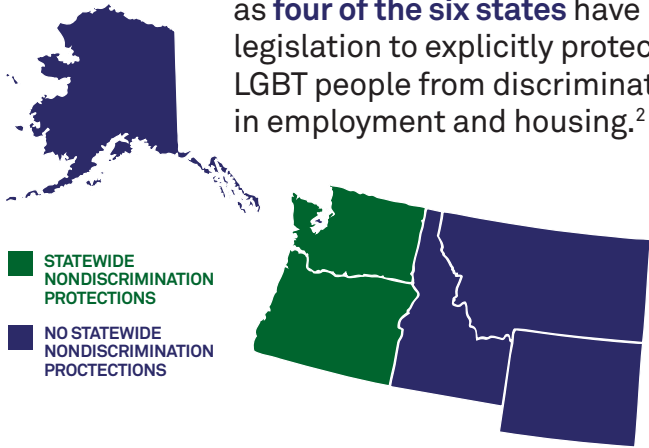 as four of the six states have
legislation to explicitly protec
LGBT people from discriminat
in employment and housing.2
STATEWIDE
NONDISCRIMINATION
PROTECTIONS
NO STATEWIDE
NONDISCRIMINATION
PROCTECTIONS